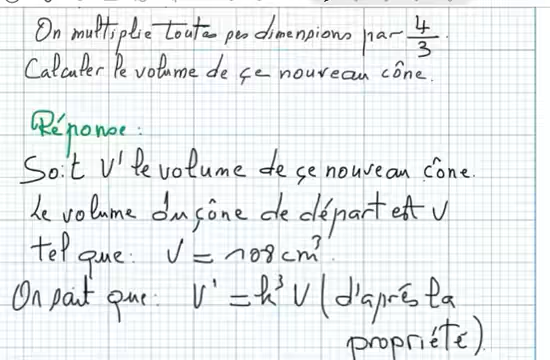 On multiplie toutes ses dimensions par 4/3.
Calculer le volume de ce nouveau cône.
Réponse :
Soit V' le volume de ce nouveau cône.
Le volume du cône de départ est V
tel que : V = 108 cm³.
On sait que : V' = k³ V (d'après la
propriété)